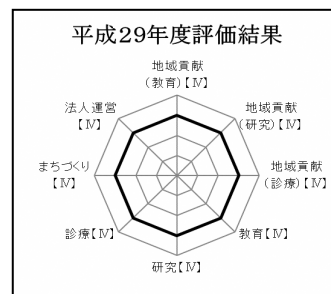 平成29年度評価結果
地域貢献
(教育)【Ⅳ】
地域貢献
(研究)【Ⅳ】
地域貢献
(診療)【Ⅳ】
教育【Ⅳ】
研究【Ⅳ】
診療【Ⅳ】
まちづくり
【Ⅳ】
法人運営
【Ⅳ】